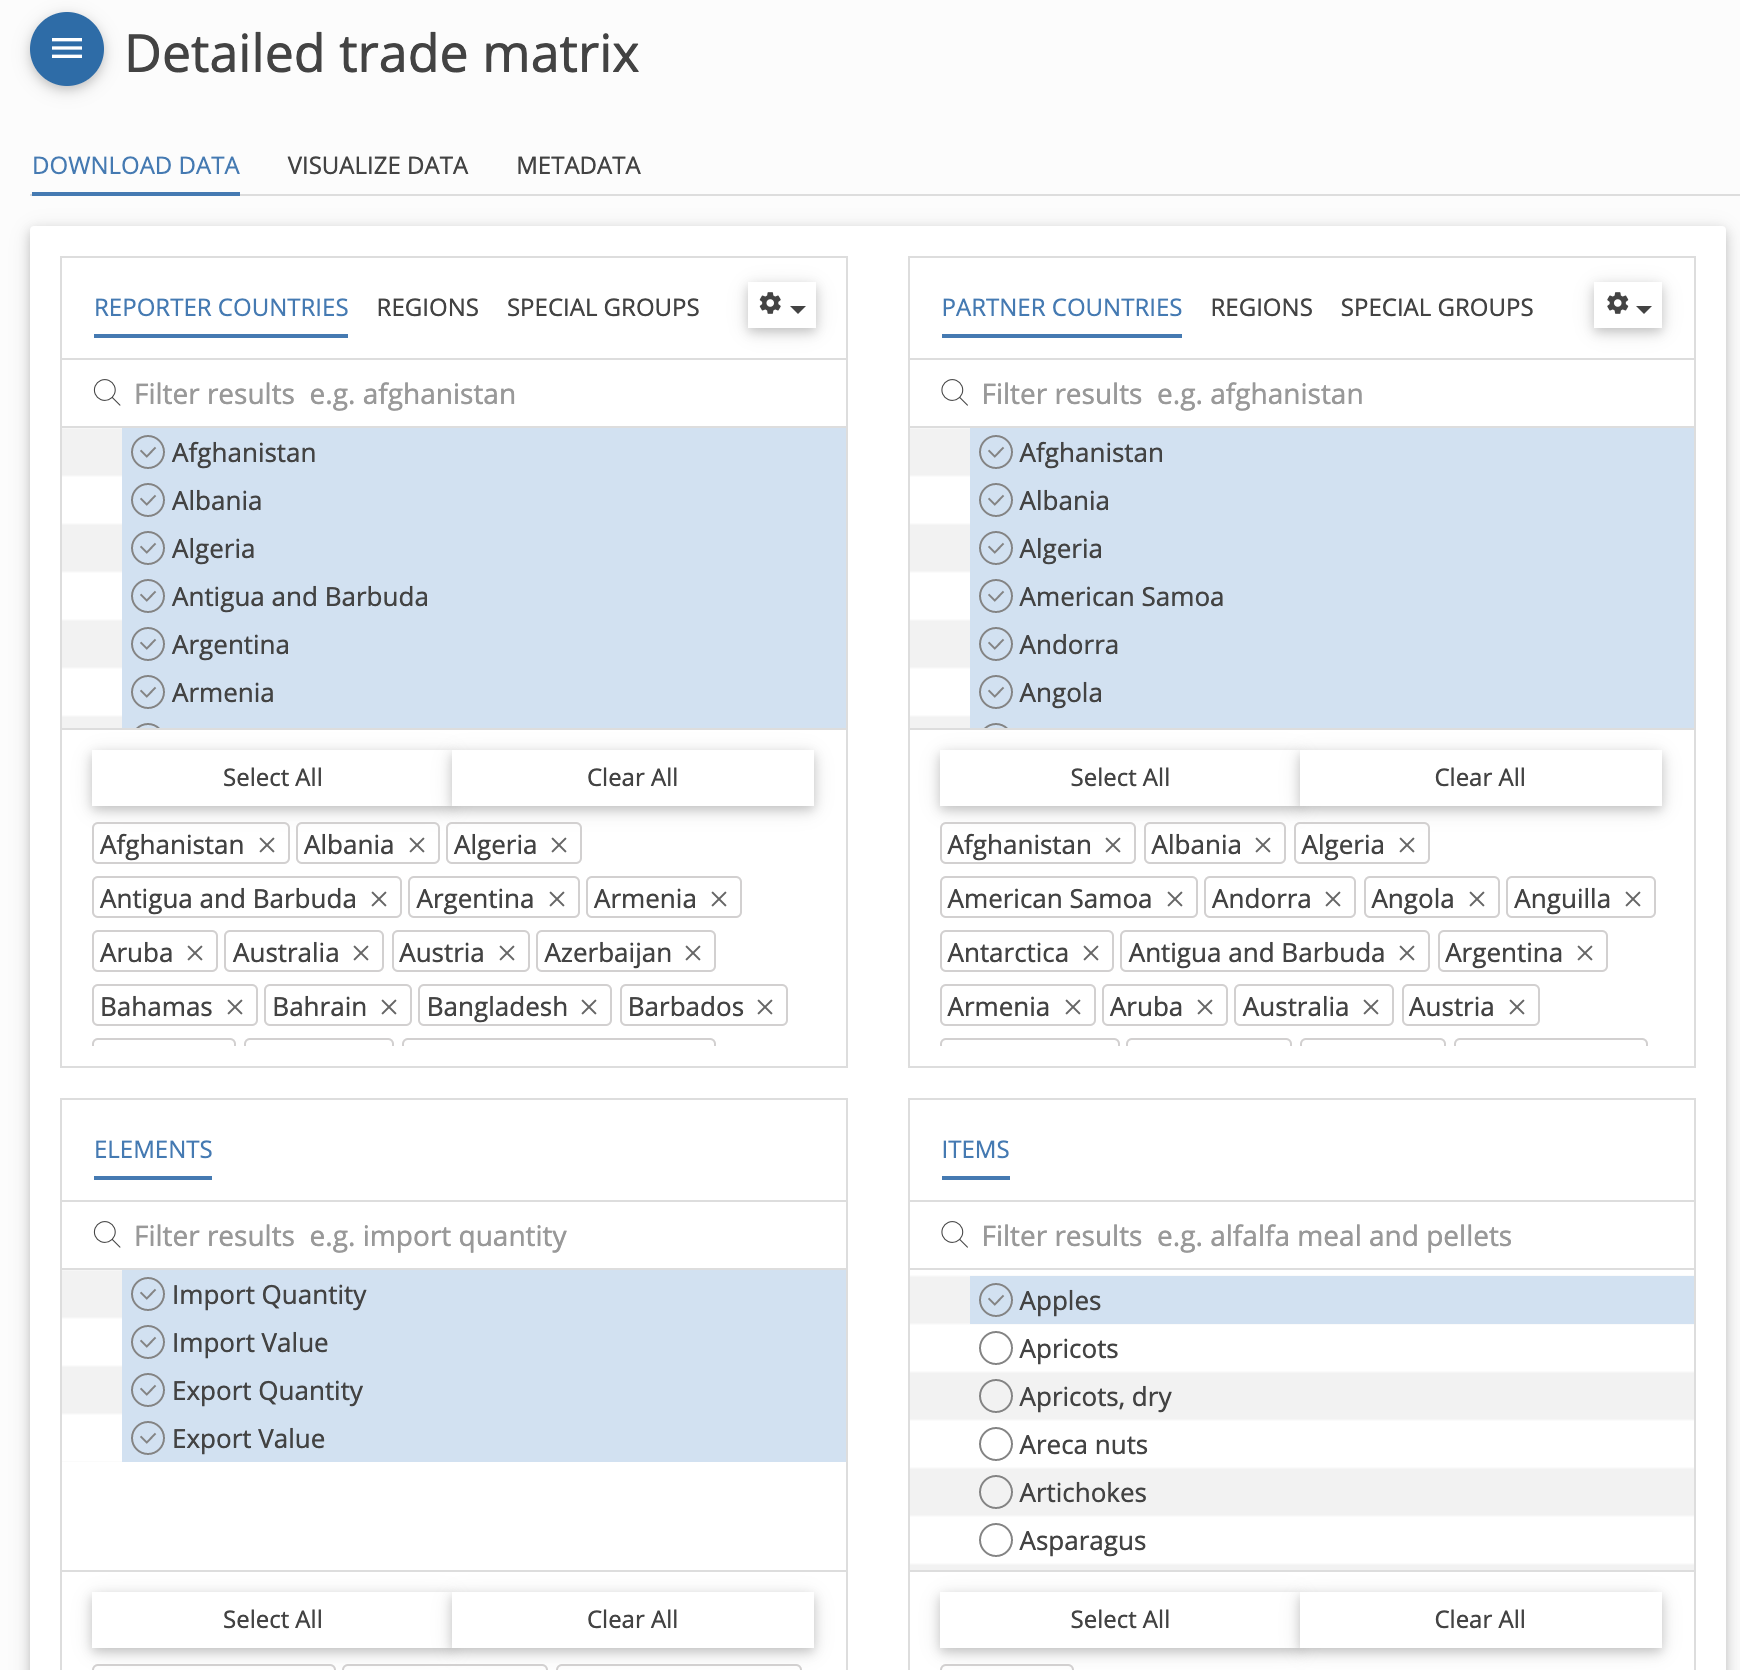 Detailed trade matrix
DOWNLOAD DATA VISUALIZE DATA METADATA
REPORTER COUNTRIES REGIONS SPECIAL GROUPS
Filter results e.g. afghanistan
Afghanistan
Albania
Algeria
Antigua and Barbuda
Argentina
Armenia
Select All Clear All
Afghanistan × Albania × Algeria ×
Antigua and Barbuda × Argentina × Armenia ×
Aruba × Australia × Austria × Azerbaijan ×
Bahamas × Bahrain × Bangladesh × Barbados ×
PARTNER COUNTRIES REGIONS SPECIAL GROUPS
Filter results e.g. afghanistan
Afghanistan
Albania
Algeria
American Samoa
Andorra
Angola
Select All Clear All
Afghanistan × Albania × Algeria ×
American Samoa × Andorra × Angola × Anguilla ×
Antarctica × Antigua and Barbuda × Argentina ×
Armenia × Aruba × Australia × Austria ×
ELEMENTS
Filter results e.g. import quantity
Import Quantity
Import Value
Export Quantity
Export Value
Select All Clear All
ITEMS
Filter results e.g. alfalfa meal and pellets
Apples
Apricots
Apricots, dry
Areca nuts
Artichokes
Asparagus
Select All Clear All